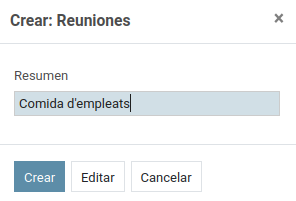 Crear: Reuniones ×
Resumen
Comida d'empleats
Crear Editar Cancelar